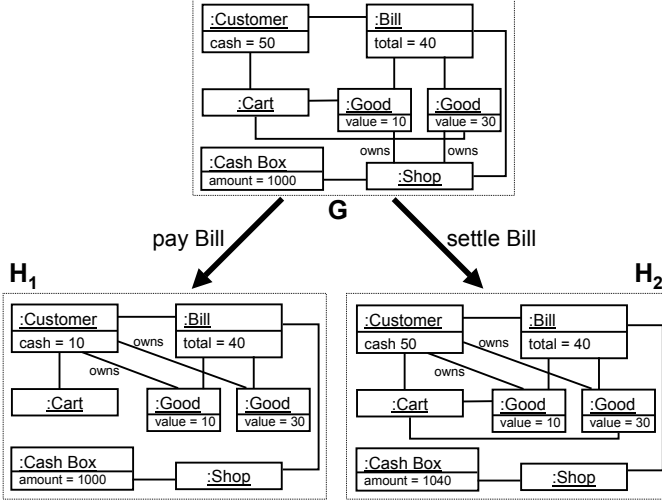 :Customer
cash = 50
:Bill
total = 40
:Cart
:Good
value = 10
:Good
value = 30
owns
owns
:Cash Box
amount = 1000
:Shop
G
pay Bill
settle Bill
H1
:Customer
cash = 10
:Bill
total = 40
owns
owns
:Cart
:Good
value = 10
:Good
value = 30
:Cash Box
amount = 1000
:Shop
H2
:Customer
cash 50
:Bill
total = 40
owns
owns
:Cart
:Good
value = 10
:Good
value = 30
:Cash Box
amount = 1040
:Shop